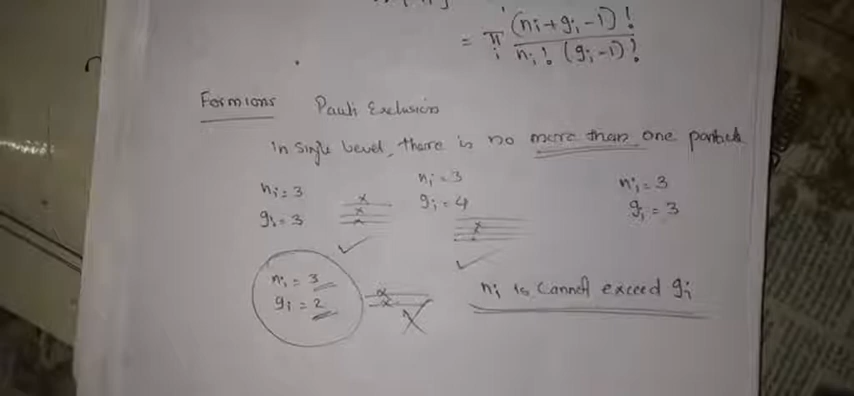 = π i (ni+gi-1)! / ni! (gi-1)!
Formions Pauli Exclusion
in single level, there is no more than one particle
ni = 3
gi = 3
ni = 3
gi = 4
ni = 3
gi = 3
ni = 3
gi = 2
ni is cannot exceed gi